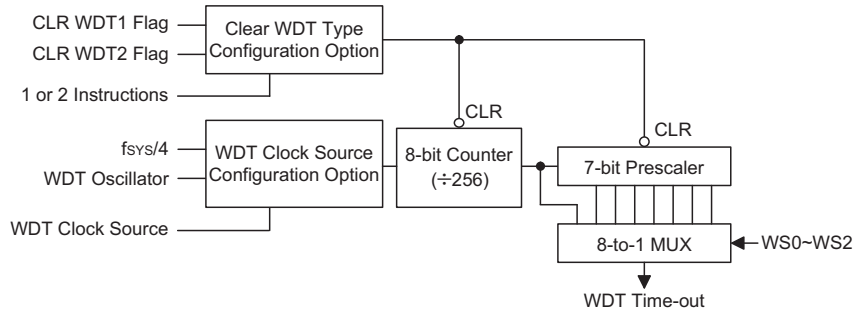 CLR WDT1 Flag
CLR WDT2 Flag
1 or 2 Instructions
Clear WDT Type
Configuration Option
CLR
CLR
fSYS/4
WDT Oscillator
WDT Clock Source
WDT Clock Source
Configuration Option
8-bit Counter
(÷256)
7-bit Prescaler
8-to-1 MUX
WS0~WS2
WDT Time-out